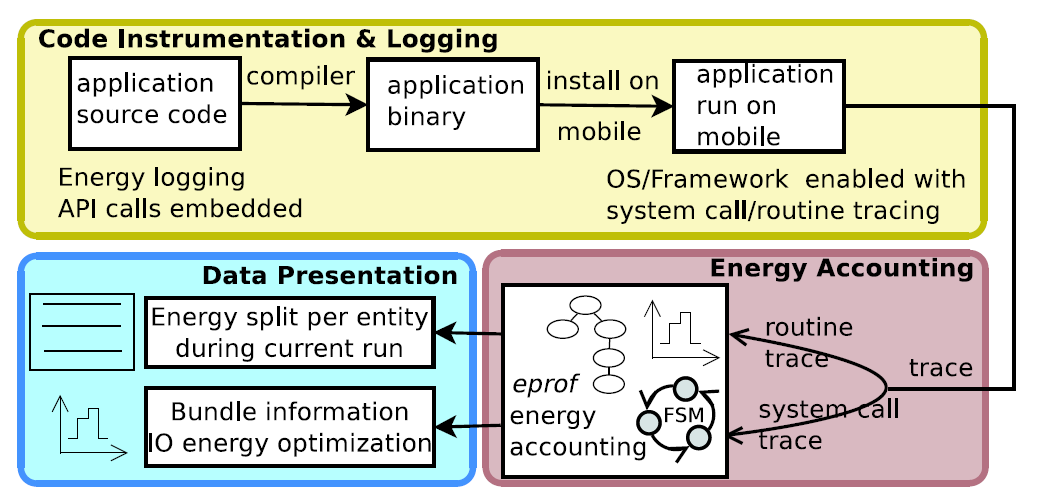 Code Instrumentation & Logging
application
source code
compiler
application
binary
install on
mobile
application
run on
mobile
Energy logging
API calls embedded
OS/Framework enabled with
system call/routine tracing
Data Presentation
Energy split per entity
during current run
Bundle information
IO energy optimization
Energy Accounting
eprof
energy
accounting
FSM
routine
trace
system call
trace
trace